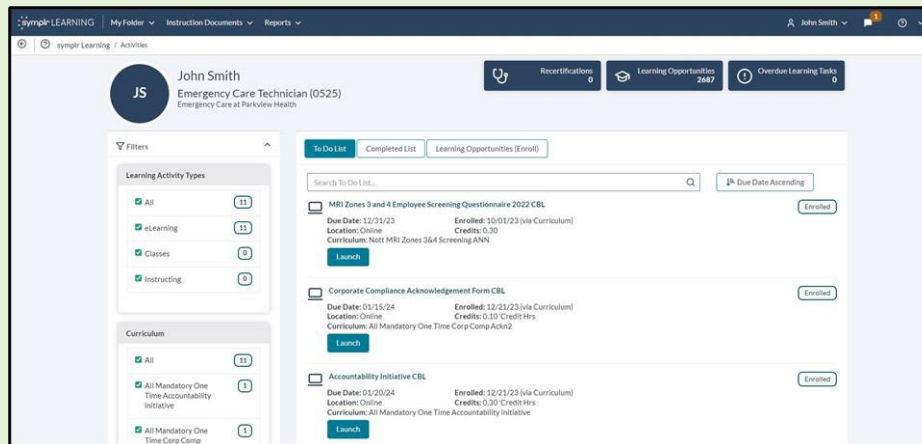 symplr LEARNING My Folder Instruction Documents Reports John Smith 1
symplr Learning / Activities
JS
John Smith
Emergency Care Technician (0525)
Emergency Care at Parkview Health
Recertifications
0
Learning Opportunities
2687
Overdue Learning Tasks
0
Filters
Learning Activity Types
All 11
eLearning 11
Classes 0
Instructing 0
Curriculum
All 11
All Mandatory One 1
Time Accountability
initiative
All Mandatory One 1
Time Corp Comp
To Do List Completed List Learning Opportunities (Enroll)
Search To Do List... Due Date Ascending
MRI Zones 3 and 4 Employee Screening Questionnaire 2022 CBL Enrolled
Due Date: 12/31/23 Enrolled: 10/01/23 (via Curriculum)
Location: Online Credits: 0.30
Curriculum: Nott MRI Zones 3&4 Screening ANN
Launch
Corporate Compliance Acknowledgement Form CBL Enrolled
Due Date: 01/15/24 Enrolled: 12/21/23 (via Curriculum)
Location: Online Credits: 0.10 'Credit Hrs
Curriculum: All Mandatory One Time Corp Comp Ackn2
Launch
Accountability Initiative CBL Enrolled
Due Date: 01/20/24 Enrolled: 12/21/23 (via Curriculum)
Location: Online Credits: 0.30 'Credit Hrs
Curriculum: All Mandatory One Time Accountability initiative
Launch